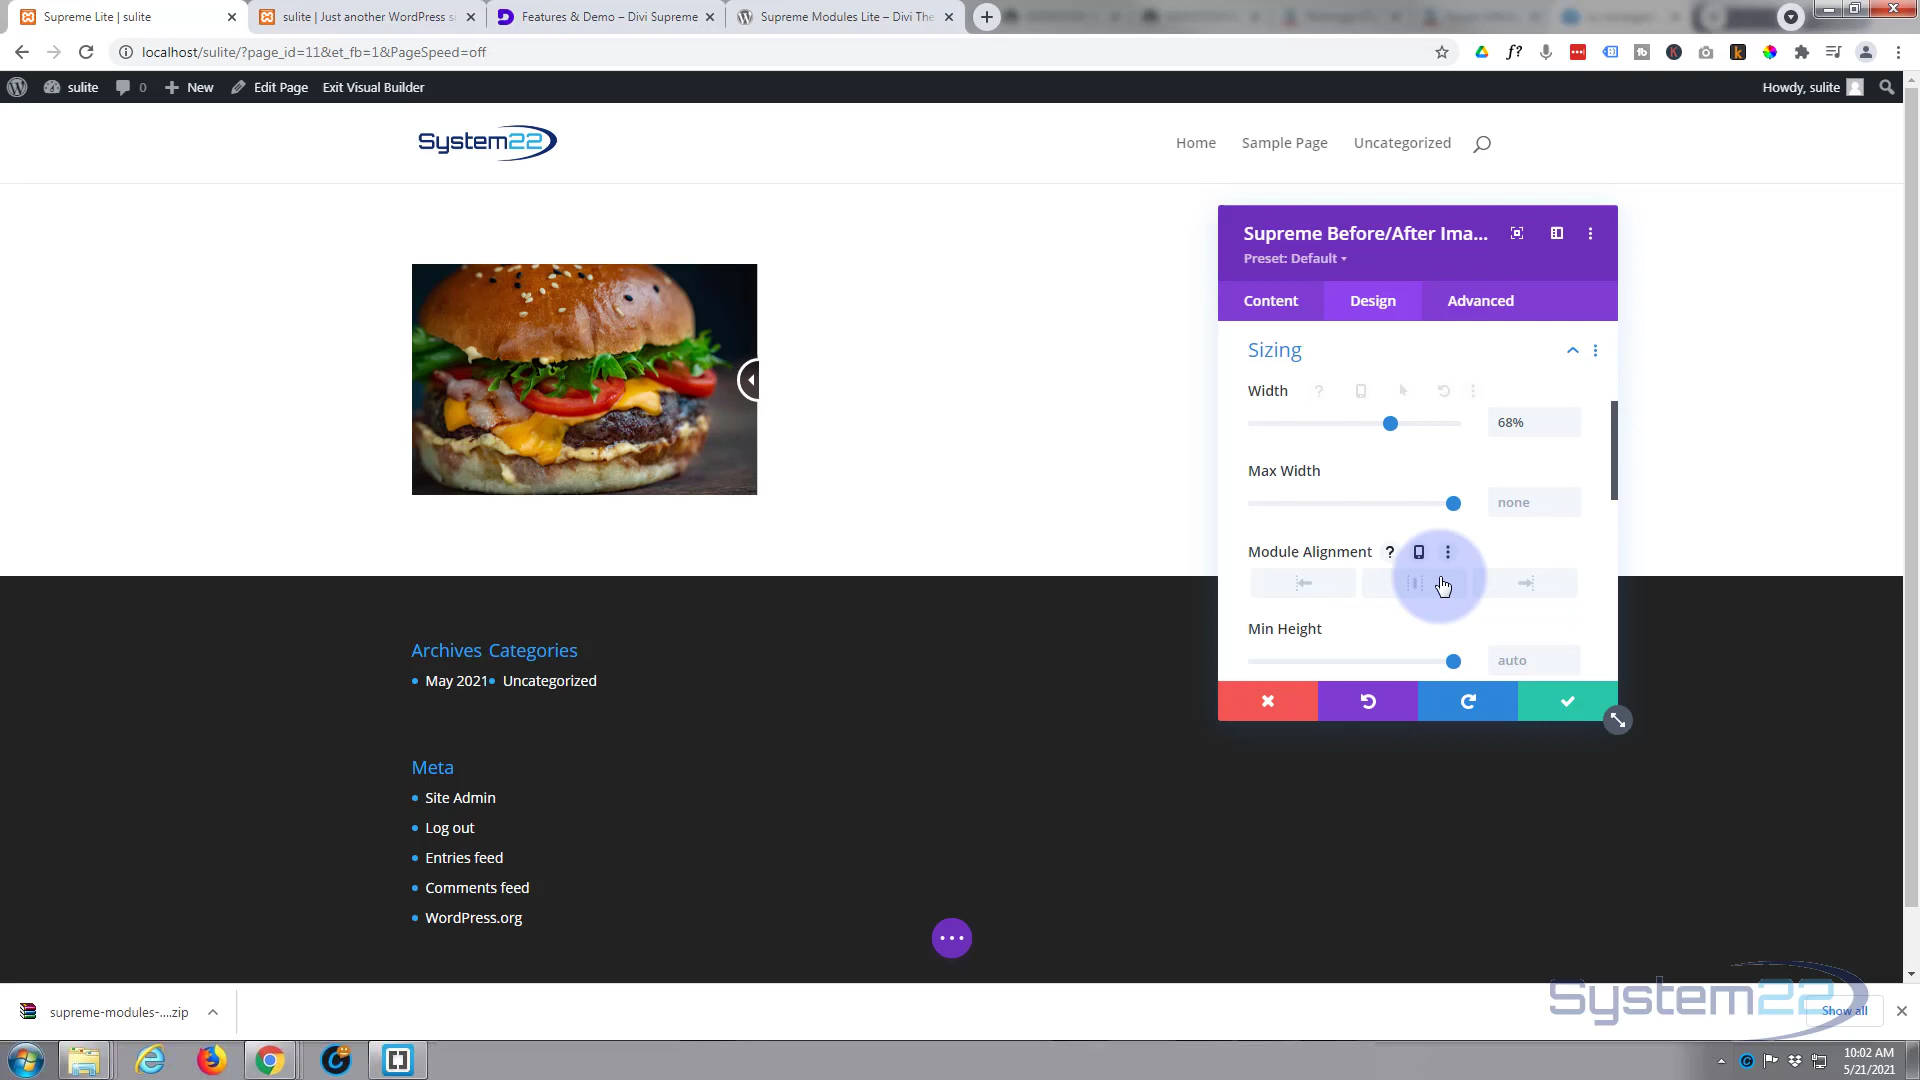 Supreme Lite | sulite
sulite | Just another WordPress s
Features & Demo – Divi Supreme
Supreme Modules Lite – Divi The
localhost/sulite/?page_id=11&et_fb=1&PageSpeed=off
sulite
0
New
Edit Page
Exit Visual Builder
Howdy, sulite
System22
Home
Sample Page
Uncategorized
Supreme Before/After Ima...
Preset: Default
Content
Design
Advanced
Sizing
Width
68%
Max Width
none
Module Alignment
Min Height
auto
Archives
Categories
May 2021
Uncategorized
Meta
Site Admin
Log out
Entries feed
Comments feed
WordPress.org
supreme-modules-....zip
System22
Show all
10:02 AM
5/21/2021